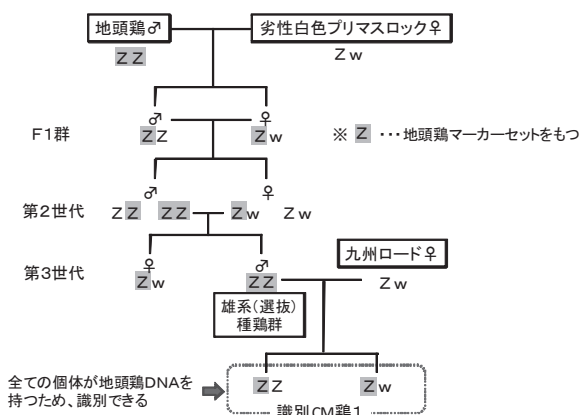 地頭鶏♂ 劣性白色プリマスロック♀
ZZ Zw
♂ ♀
F1群 ZZ Zw ※ Z ・・・地頭鶏マーカーセットをもつ
♂ ♀
第2世代 ZZ ZZ Zw Zw
九州ロード♀
♀ ♂
第3世代 Zw ZZ Zw
雄系(選抜)
種鶏群
全ての個体が地頭鶏DNAを
持つため、識別できる
ZZ Zw
識別CM鶏1